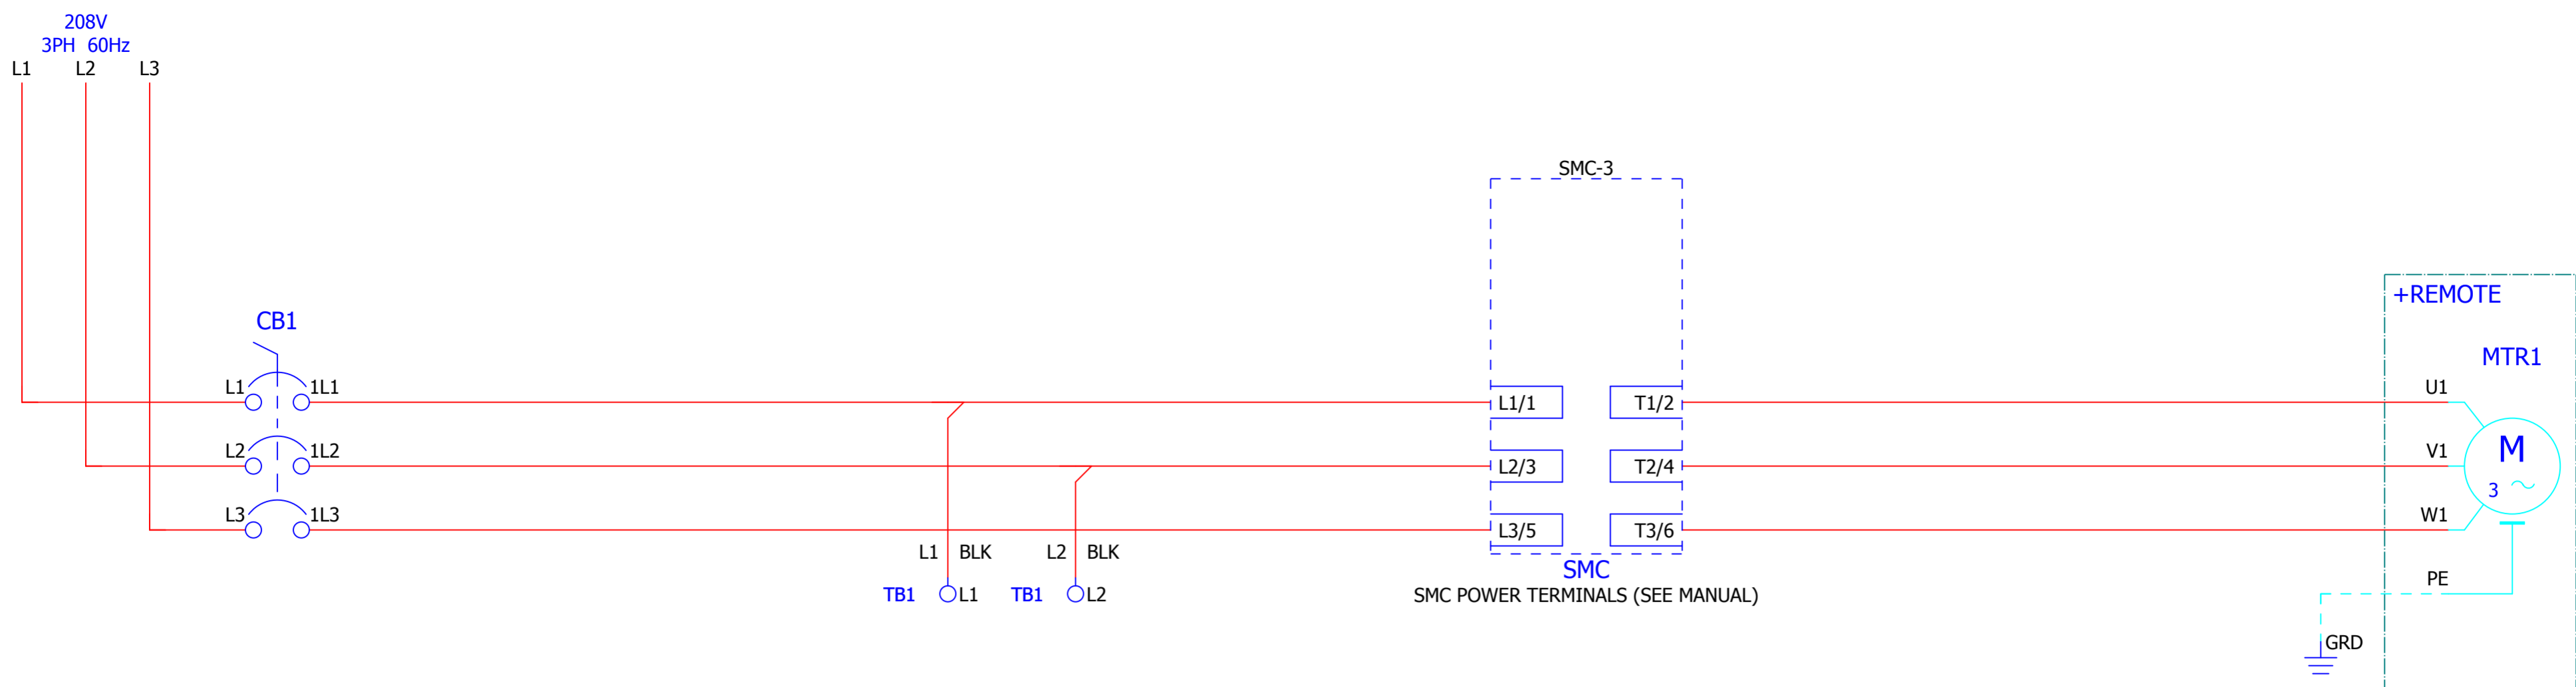 208V
3PH 60Hz
L1 L2 L3
SMC-3
+REMOTE
CB1
MTR1
L1 1L1 L1/1 T1/2 U1
L2 1L2 L2/3 T2/4 V1
M
3
L3 1L3 L3/5 T3/6 W1
L1 BLK L2 BLK
SMC
TB1 L1 TB1 L2
SMC POWER TERMINALS (SEE MANUAL)
PE
GRD